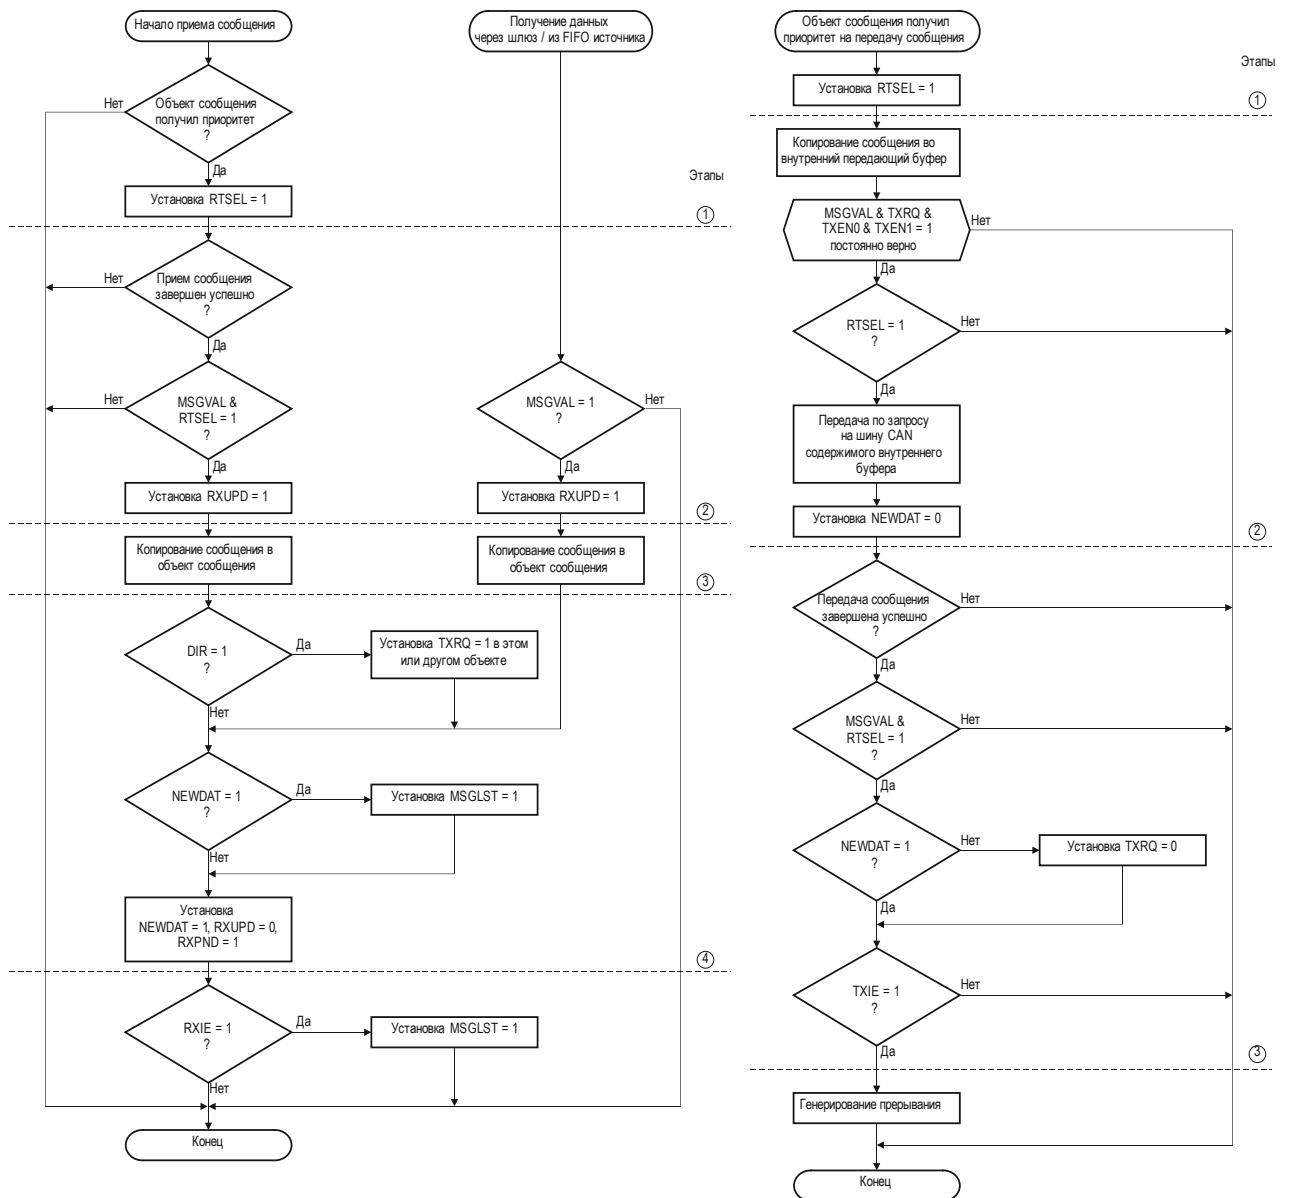 Начало приема сообщения
Объект сообщения
получил приоритет
?
Нет
Да
Установка RTSEL = 1
Этапы
1
Прием сообщения
завершен успешно
?
Нет
Да
MSGVAL &
RTSEL = 1
?
Нет
Да
Установка RXUPD = 1
2
Копирование сообщения в
объект сообщения
3
DIR = 1
?
Да
Установка TXRQ = 1 в этом
или другом объекте
Нет
NEWDAT = 1
?
Да
Установка MSGLST = 1
Нет
Установка
NEWDAT = 1, RXUPD = 0,
RXPND = 1
4
RXIE = 1
?
Да
Установка MSGLST = 1
Нет
Конец
Получение данных
через шлюз / из FIFO источника
MSGVAL = 1
?
Нет
Да
Установка RXUPD = 1
Копирование сообщения в
объект сообщения
Объект сообщения получил
приоритет на передачу сообщения
Этапы
Установка RTSEL = 1
1
Копирование сообщения во
внутренний передающий буфер
MSGVAL & TXRQ &
TXEN0 & TXEN1 = 1
постоянно верно
Нет
Да
RTSEL = 1
?
Нет
Да
Передача по запросу
на шину CAN
содержимого внутреннего
буфера
Установка NEWDAT = 0
2
Передача сообщения
завершена успешно
?
Нет
Да
MSGVAL &
RTSEL = 1
?
Нет
Да
NEWDAT = 1
?
Нет
Установка TXRQ = 0
Да
TXIE = 1
?
Нет
Да
3
Генерирование прерывания
Конец